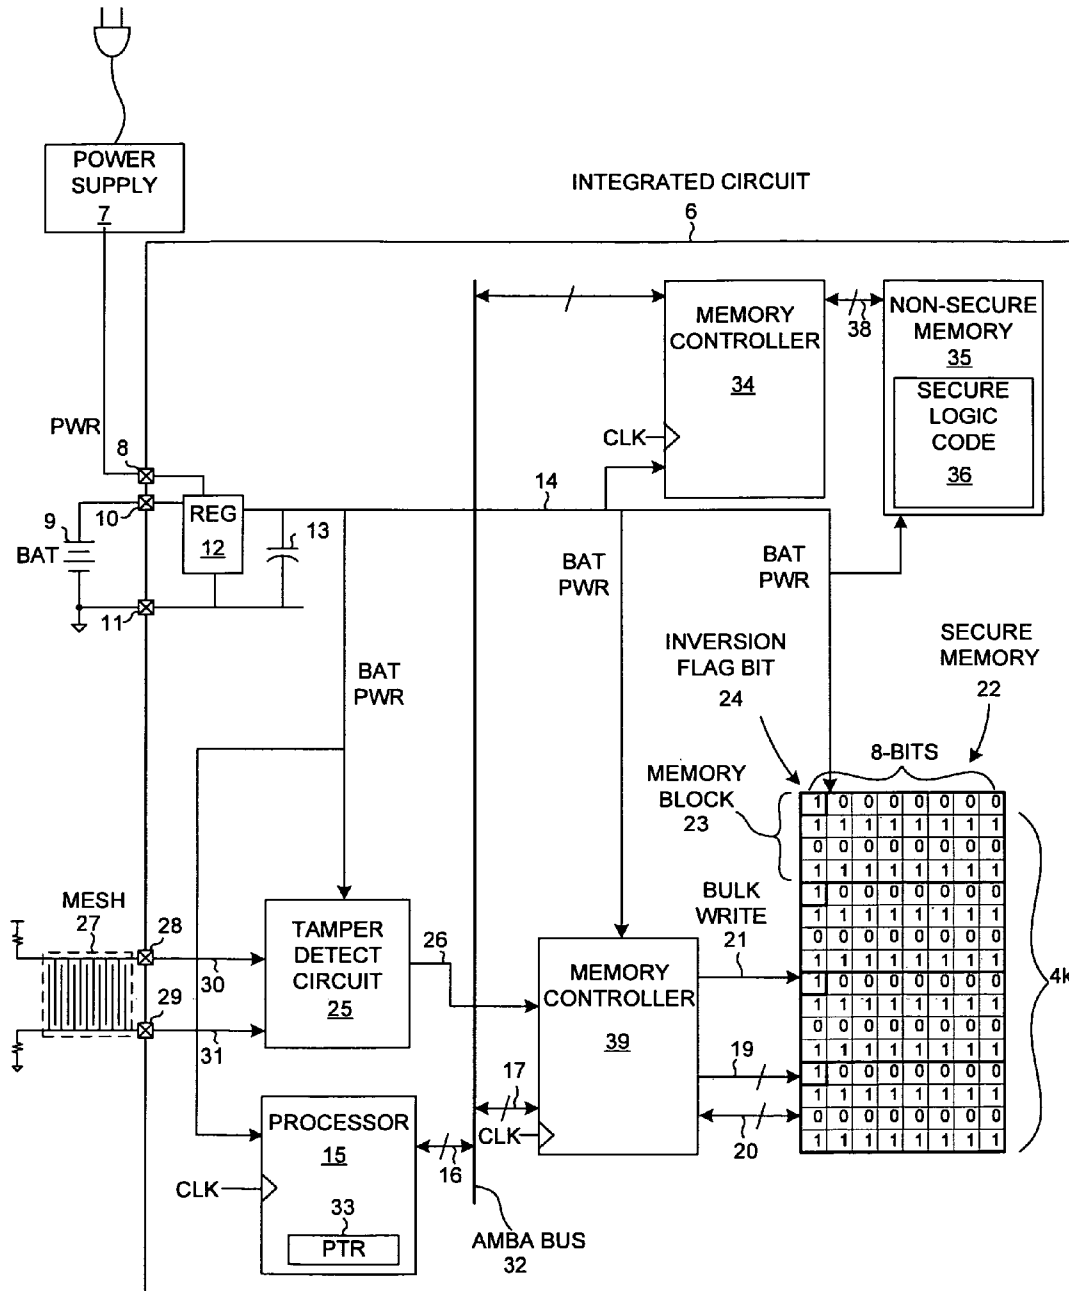 POWER
SUPPLY
7
INTEGRATED CIRCUIT
6
MEMORY
CONTROLLER
34
CLK
38
NON-SECURE
MEMORY
35
SECURE
LOGIC
CODE
36
PWR
8
10
9
BAT
11
REG
12
13
14
BAT
PWR
BAT
PWR
BAT
PWR
INVERSION
FLAG BIT
24
SECURE
MEMORY
22
8-BITS
MEMORY
BLOCK
23
1 0 0 0 0 0 0 0
1 1 1 1 1 1 1 1
0 0 0 0 0 0 0 0
1 1 1 1 1 1 1 1
1 0 0 0 0 0 0 0
1 1 1 1 1 1 1 1
0 0 0 0 0 0 0 0
1 1 1 1 1 1 1 1
1 0 0 0 0 0 0 0
1 1 1 1 1 1 1 1
0 0 0 0 0 0 0 0
1 1 1 1 1 1 1 1
1 0 0 0 0 0 0 0
1 1 1 1 1 1 1 1
0 0 0 0 0 0 0 0
1 1 1 1 1 1 1 1
4k
MESH
27
28
30
29
31
TAMPER
DETECT
CIRCUIT
25
26
MEMORY
CONTROLLER
39
CLK
BULK
WRITE
21
19
20
17
16
PROCESSOR
15
33
PTR
CLK
AMBA BUS
32